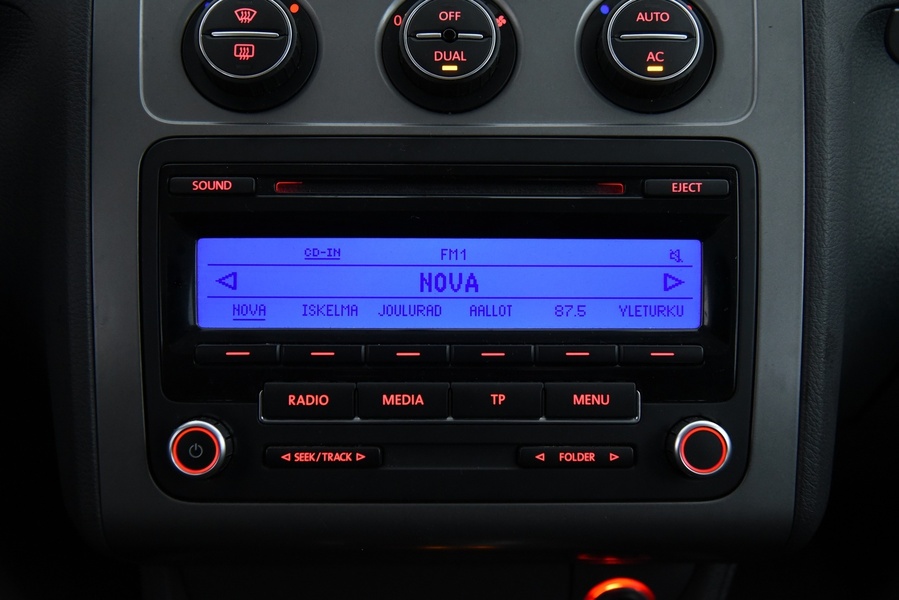 0 OFF AUTO
DUAL AC
SOUND EJECT
CD-IN FM1
NOVA
NOVA ISKELMA JOULURAD AALLOT 87.5 YLETURKU
RADIO MEDIA TP MENU
SEEK/TRACK FOLDER